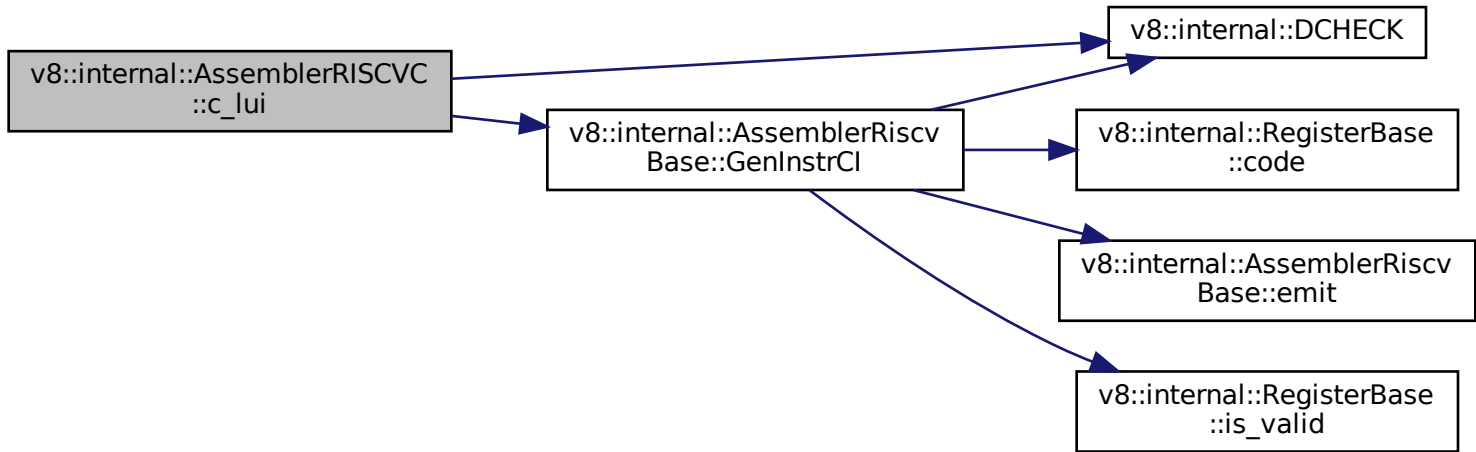 v8::internal::AssemblerRISCVC
::c_lui
v8::internal::DCHECK
v8::internal::AssemblerRiscv
Base::GenInstrCI
v8::internal::RegisterBase
::code
v8::internal::AssemblerRiscv
Base::emit
v8::internal::RegisterBase
::is_valid